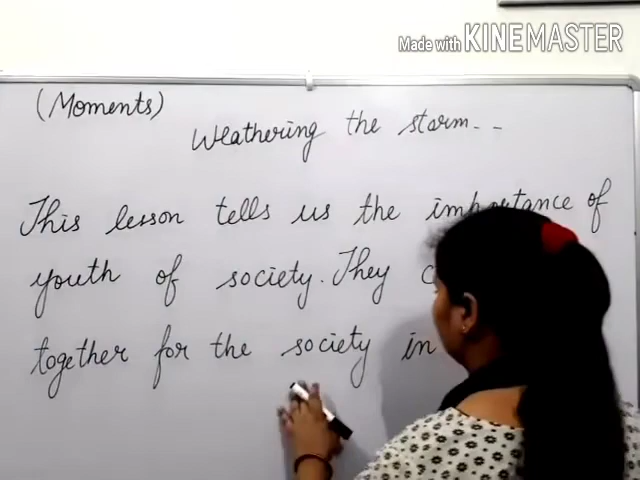 Made with KINEMASTER
(Moments)
Weathering the storm..
This lesson tells us the importance of
youth of society. They
together for the society in